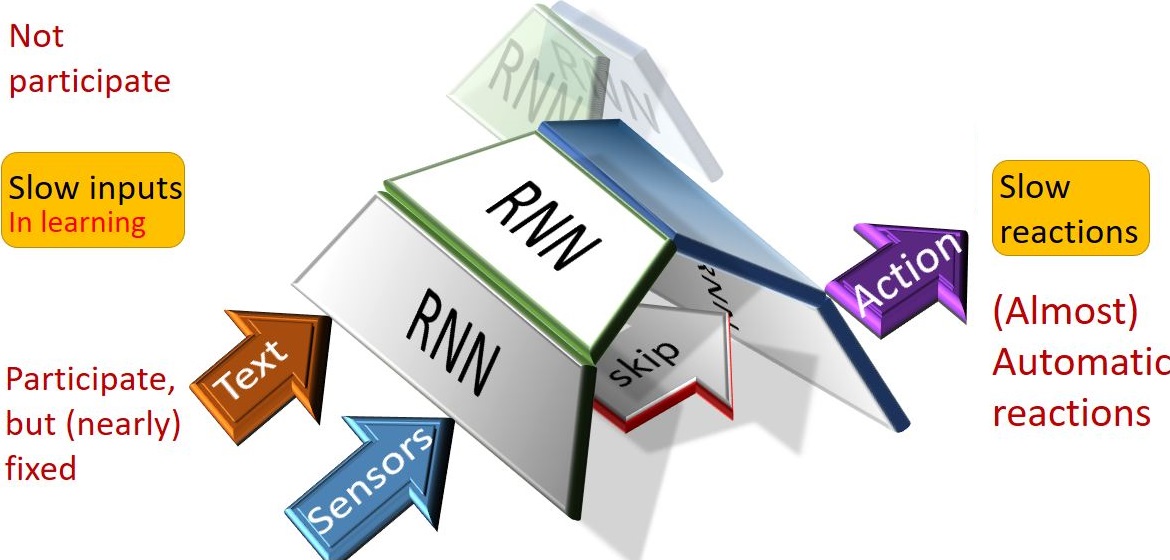 Not
participate
RNN
RNN
Slow inputs
In learning
RNN
RNN
RNN
Action
Slow
reactions
Text
skip
Sensors
Participate,
but (nearly)
fixed
(Almost)
Automatic
reactions